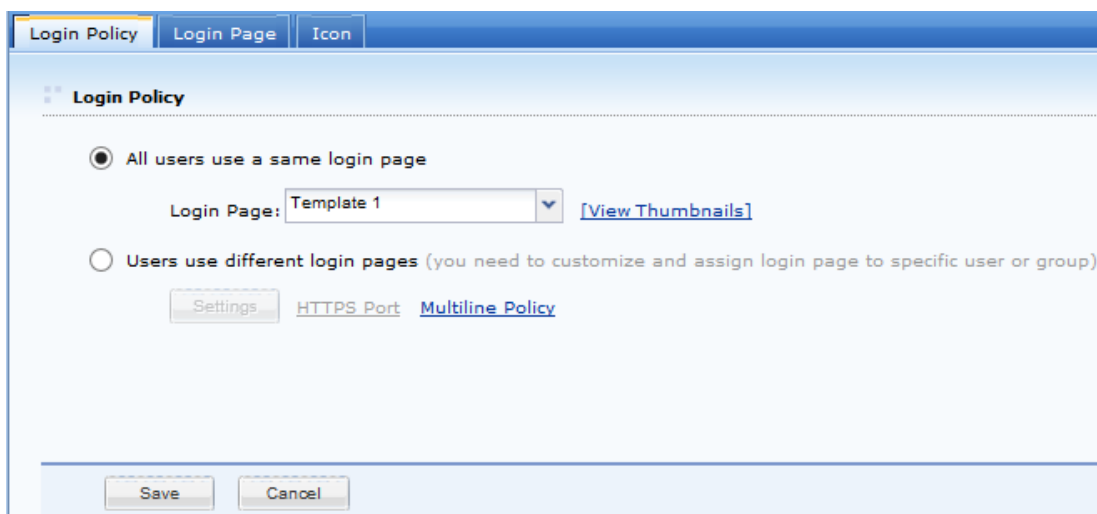 Login Policy Login Page Icon
Login Policy
All users use a same login page
Login Page: Template 1 [View Thumbnails]
Users use different login pages (you need to customize and assign login page to specific user or group)
Settings HTTPS Port Multiline Policy
Save Cancel